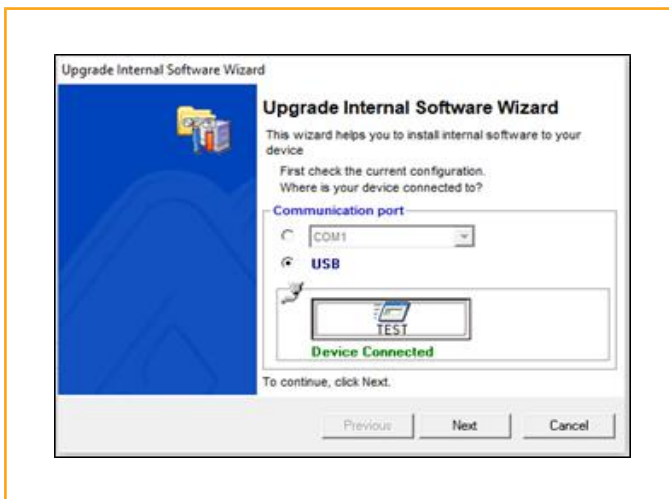 Upgrade Internal Software Wizard
Upgrade Internal Software Wizard
This wizard helps you to install internal software to your
device
First check the current configuration.
Where is your device connected to?
Communication port
COM1
USB
TEST
Device Connected
To continue, click Next.
Previous Next Cancel